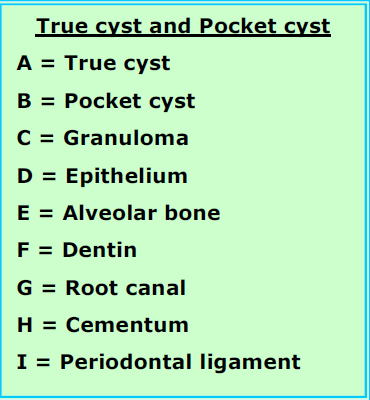 True cyst and Pocket cyst
A = True cyst
B = Pocket cyst
C = Granuloma
D = Epithelium
E = Alveolar bone
F = Dentin
G = Root canal
H = Cementum
I = Periodontal ligament